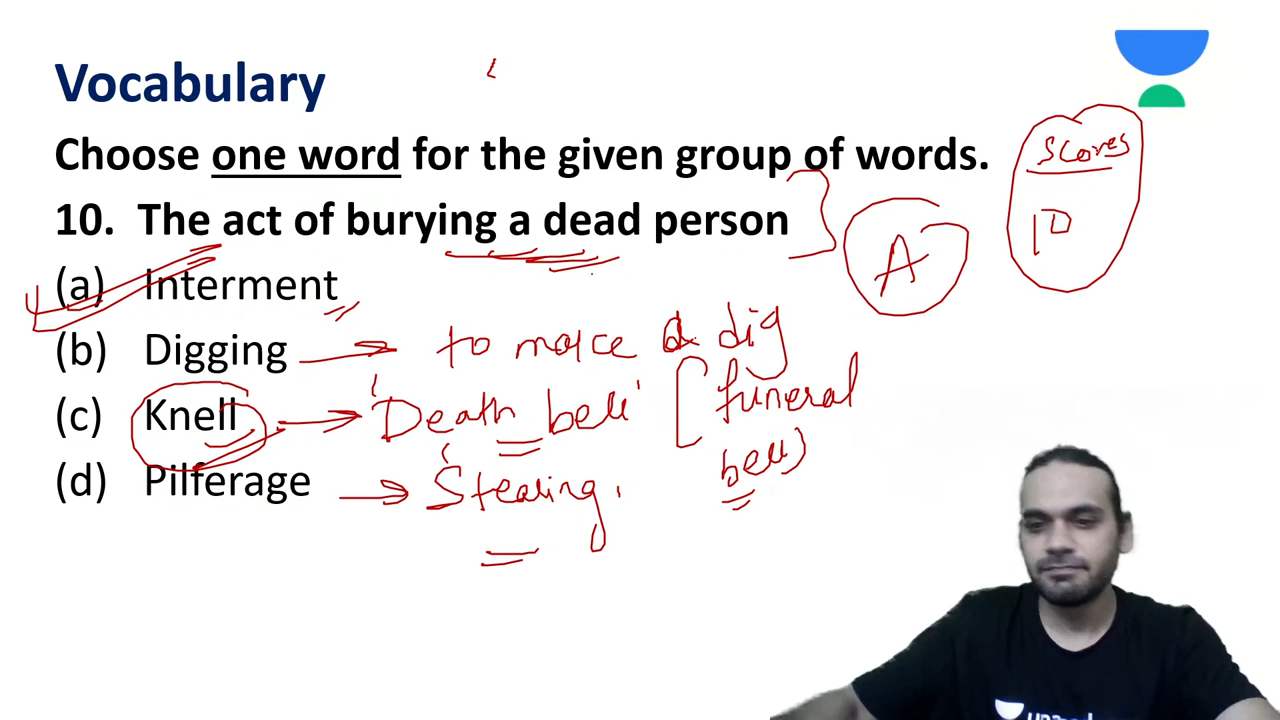 Vocabulary
Choose one word for the given group of words.
Scores
10. The act of burying a dead person
A
10
(a) Interment
(b) Digging → to make a dig
(c) Knell → 'Death bell' [funeral
bell]
(d) Pilferage → 'Stealing'